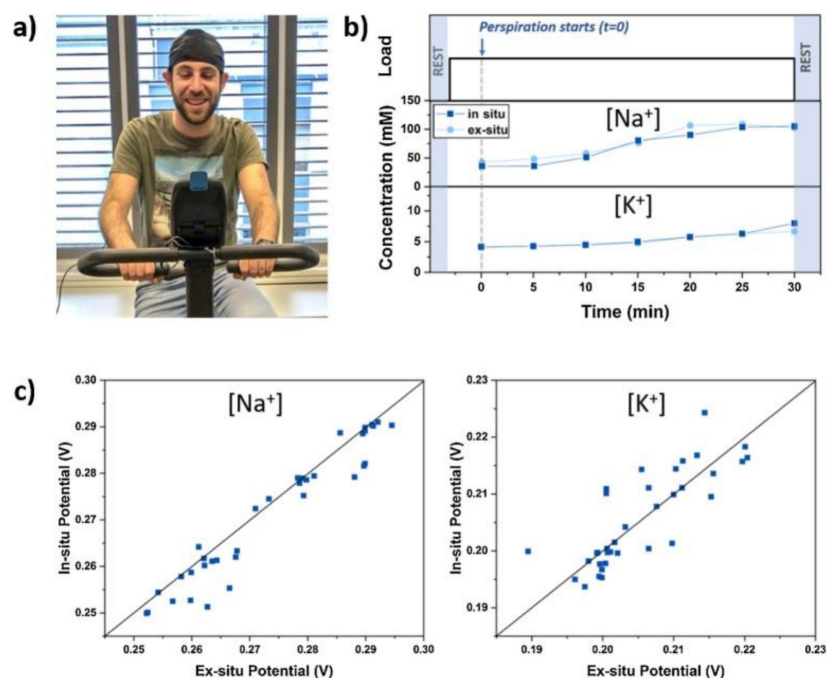 a)
b)
Perspiration starts (t=0)
Load
REST
REST
150
100
50
0
Concentration (mM)
in situ
ex-situ
[Na⁺]
[K⁺]
10
5
0
0 5 10 15 20 25 30
Time (min)
c)
[Na⁺]
0.30
0.29
0.28
0.27
0.26
0.25
In-situ Potential (V)
0.25 0.26 0.27 0.28 0.29 0.30
Ex-situ Potential (V)
[K⁺]
0.23
0.22
0.21
0.20
0.19
In-situ Potential (V)
0.19 0.20 0.21 0.22 0.23
Ex-situ Potential (V)